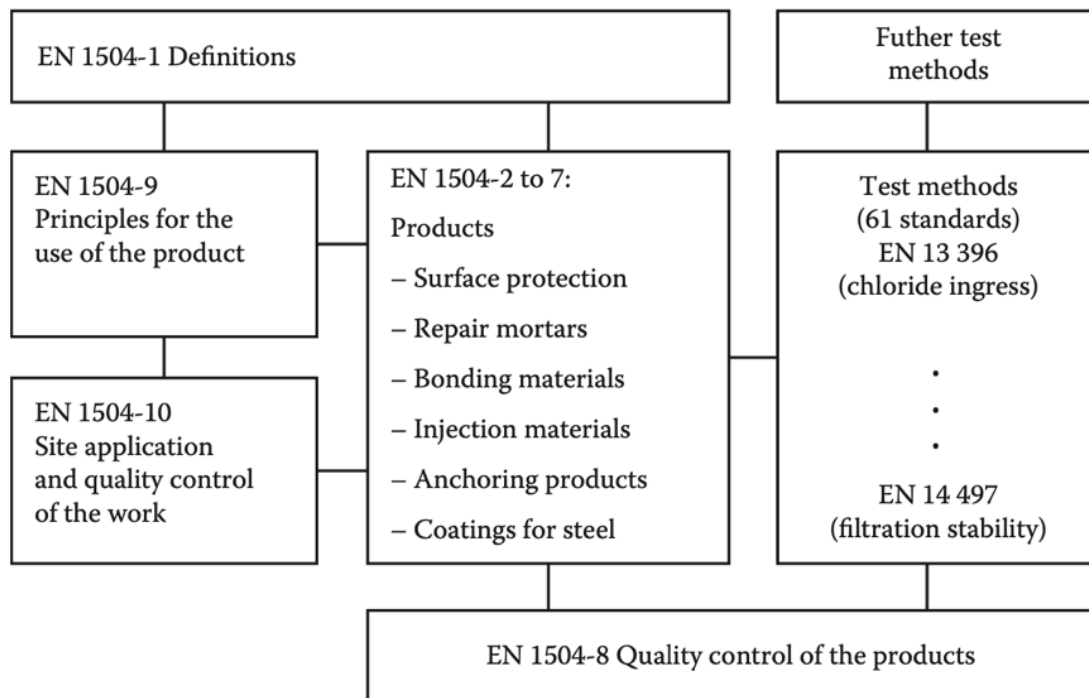 EN 1504-1 Definitions
Futher test
methods
EN 1504-9
Principles for the
use of the product
EN 1504-10
Site application
and quality control
of the work
EN 1504-2 to 7:
Products
– Surface protection
– Repair mortars
– Bonding materials
– Injection materials
– Anchoring products
– Coatings for steel
Test methods
(61 standards)
EN 13 396
(chloride ingress)
.
.
.
EN 14 497
(filtration stability)
EN 1504-8 Quality control of the products